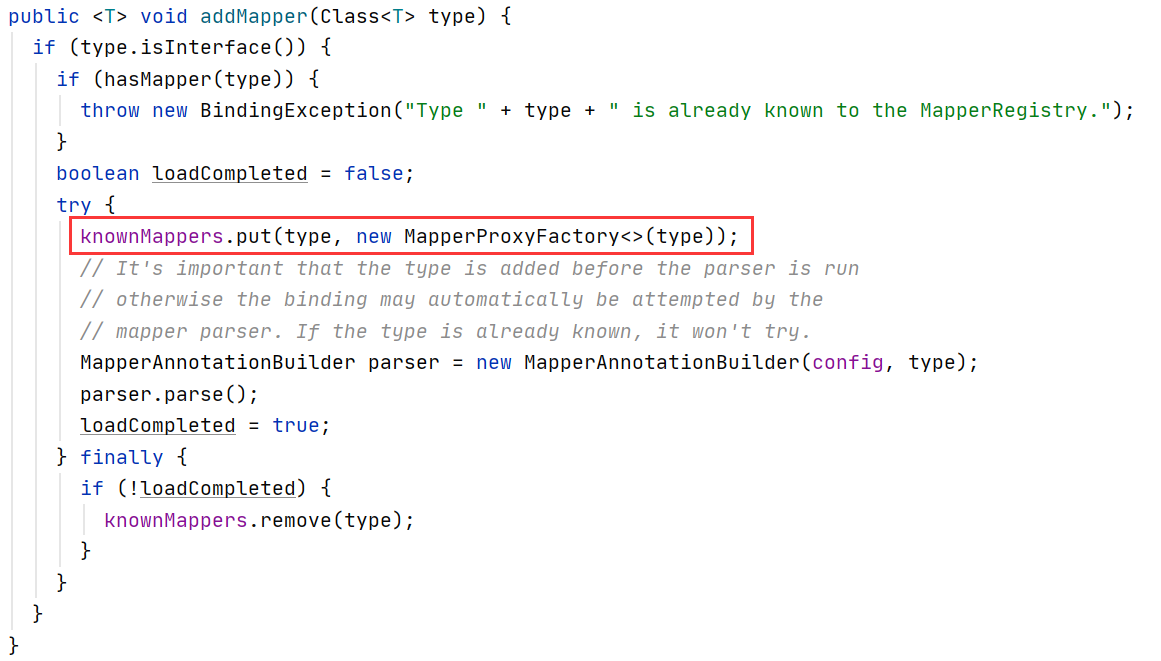 public <T> void addMapper(Class<T> type) {
if (type.isInterface()) {
if (hasMapper(type)) {
throw new BindingException("Type " + type + " is already known to the MapperRegistry.");
}
boolean loadCompleted = false;
try {
knownMappers.put(type, new MapperProxyFactory<>(type));
// It's important that the type is added before the parser is run
// otherwise the binding may automatically be attempted by the
// mapper parser. If the type is already known, it won't try.
MapperAnnotationBuilder parser = new MapperAnnotationBuilder(config, type);
parser.parse();
loadCompleted = true;
} finally {
if (!loadCompleted) {
knownMappers.remove(type);
}
}
}
}